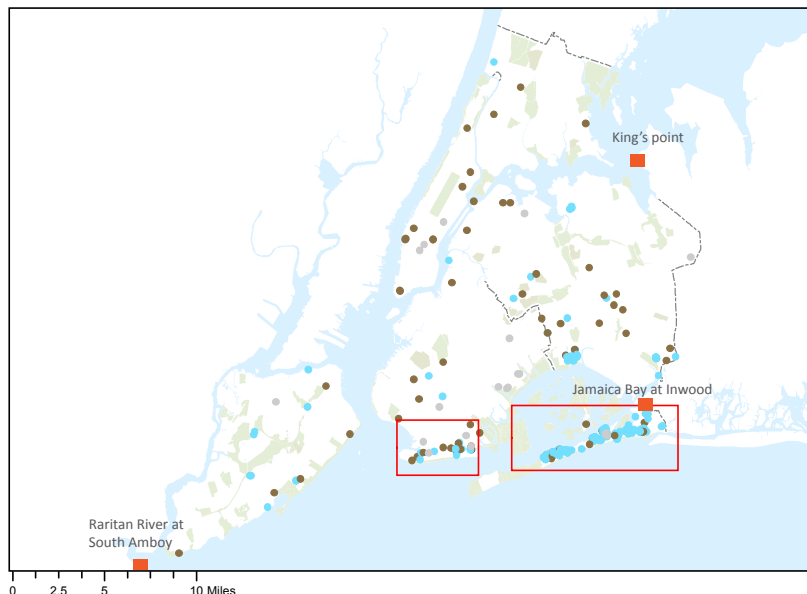 King's point
Jamaica Bay at Inwood
Raritan River at
South Amboy
0 2.5 5 10 Miles